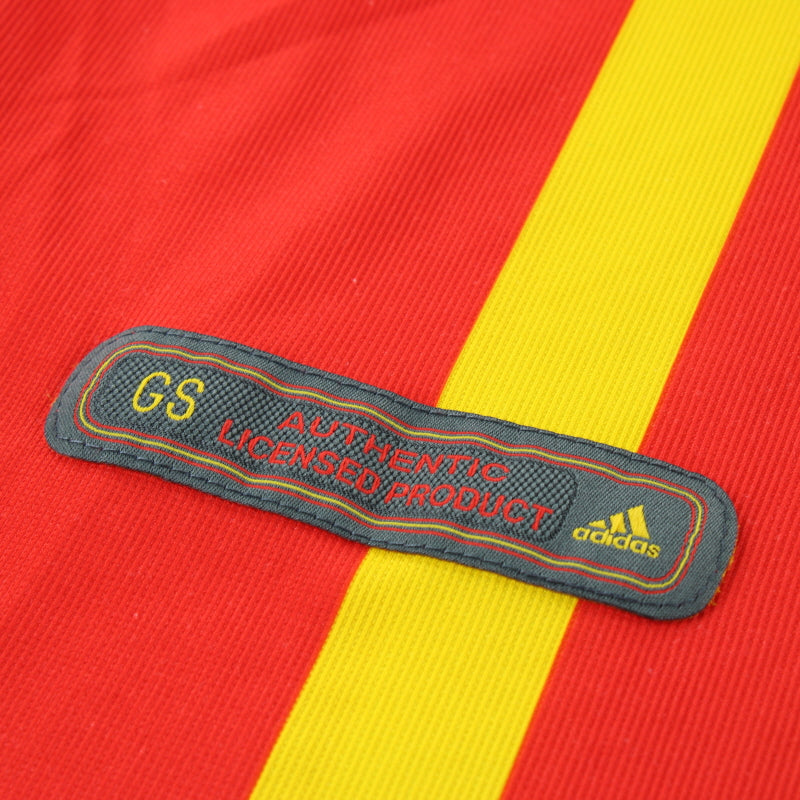 GS
AUTHENTIC
LICENSED PRODUCT
adidas